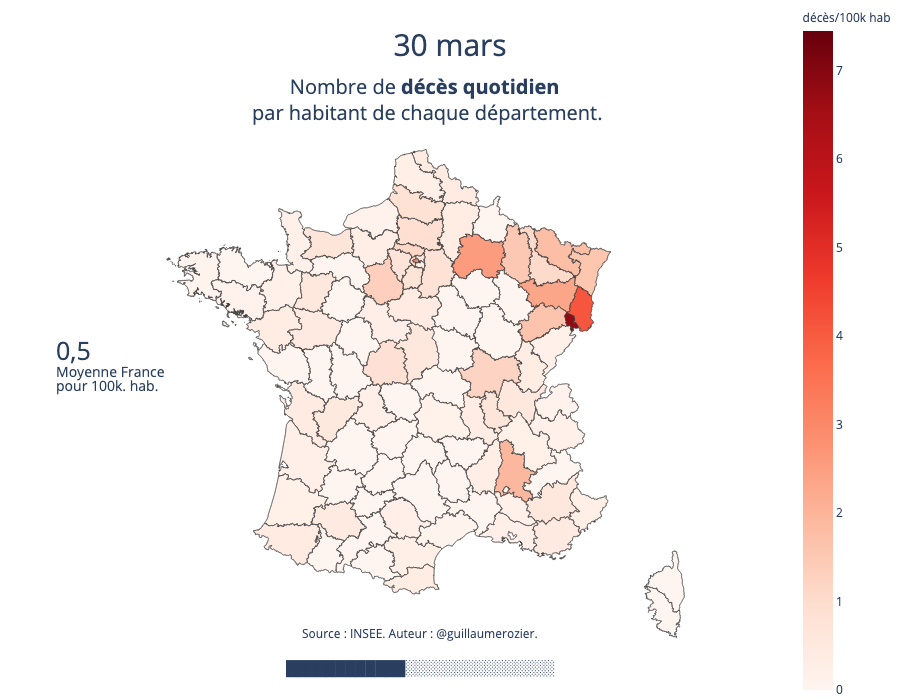 décès/100k hab
30 mars
Nombre de décès quotidien
par habitant de chaque département.
7
6
5
4
3
2
1
0
0,5
Moyenne France
pour 100k. hab.
Source : INSEE. Auteur : @guillaumerozier.